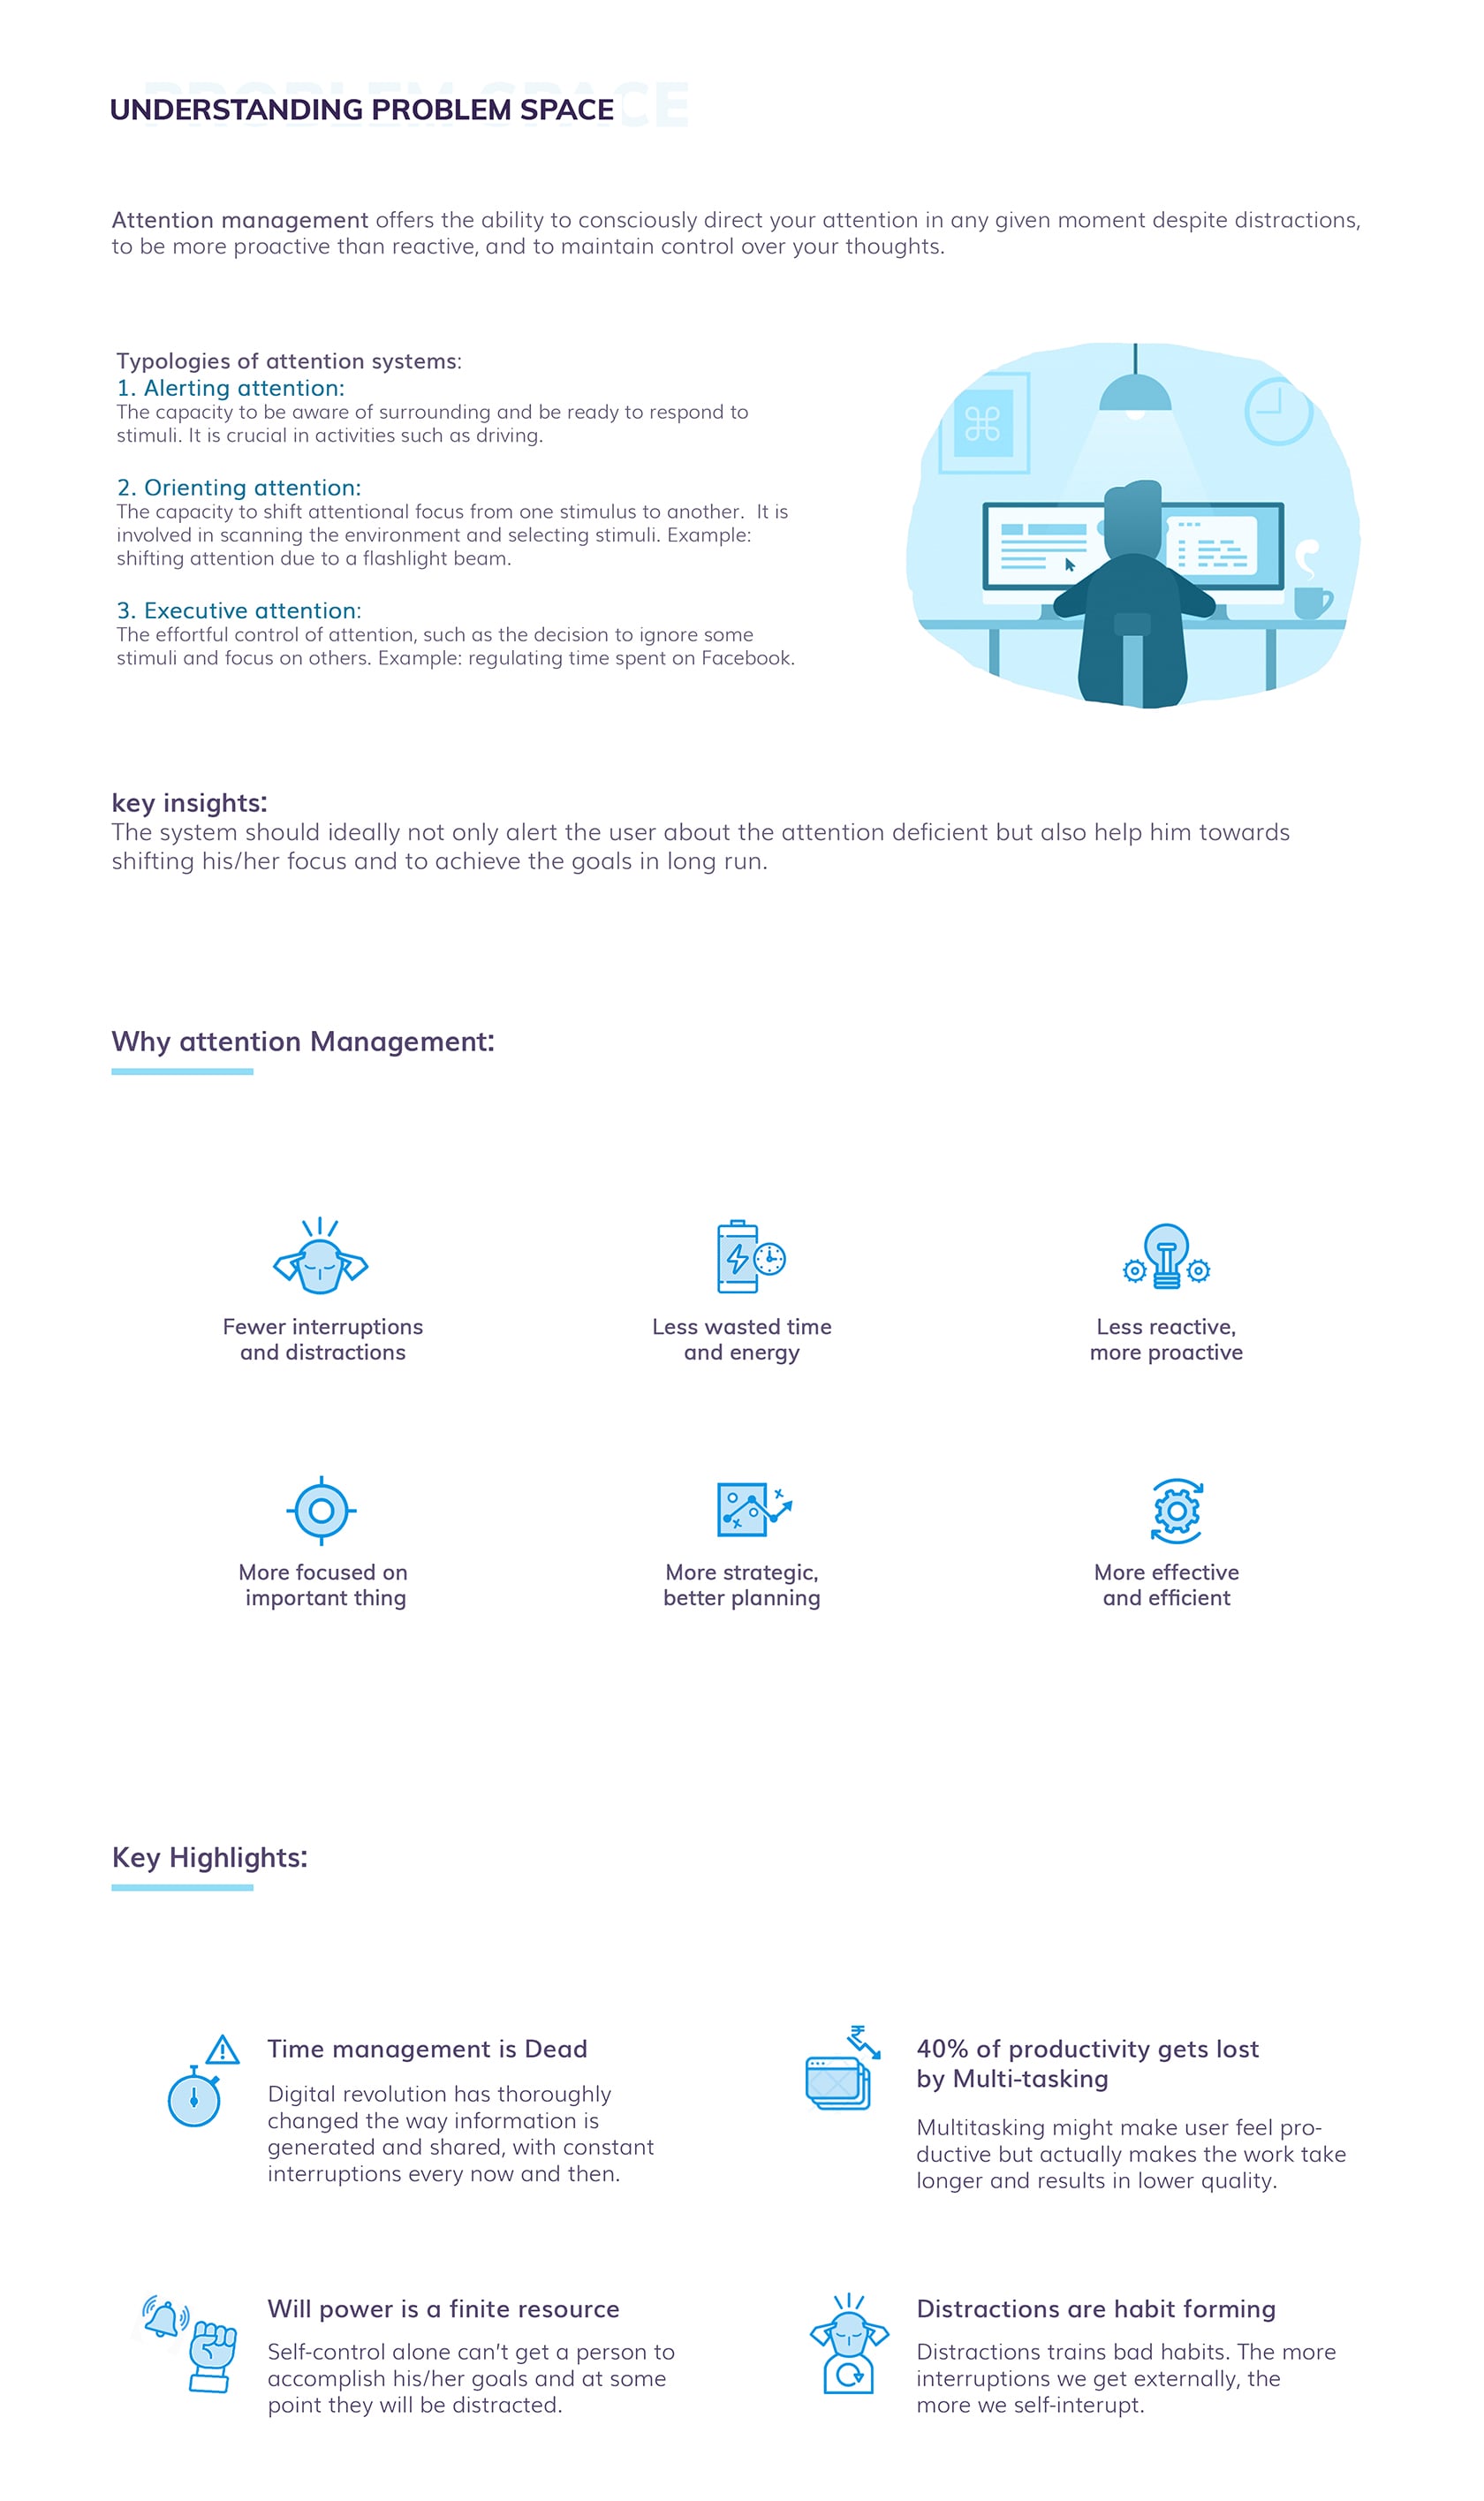 PROBLEM SPACE
UNDERSTANDING PROBLEM SPACE
Attention management offers the ability to consciously direct your attention in any given moment despite distractions,
to be more proactive than reactive, and to maintain control over your thoughts.
Typologies of attention systems:
1. Alerting attention:
The capacity to be aware of surrounding and be ready to respond to
stimuli. It is crucial in activities such as driving.
2. Orienting attention:
The capacity to shift attentional focus from one stimulus to another. It is
involved in scanning the environment and selecting stimuli. Example:
shifting attention due to a flashlight beam.
3. Executive attention:
The effortful control of attention, such as the decision to ignore some
stimuli and focus on others. Example: regulating time spent on Facebook.
key insights:
The system should ideally not only alert the user about the attention deficient but also help him towards
shifting his/her focus and to achieve the goals in long run.
Why attention Management:
Fewer interruptions
and distractions
Less wasted time
and energy
Less reactive,
more proactive
More focused on
important thing
More strategic,
better planning
More effective
and efficient
Key Highlights:
Time management is Dead
Digital revolution has thoroughly
changed the way information is
generated and shared, with constant
interruptions every now and then.
40% of productivity gets lost
by Multi-tasking
Multitasking might make user feel pro-
ductive but actually makes the work take
longer and results in lower quality.
Will power is a finite resource
Self-control alone can't get a person to
accomplish his/her goals and at some
point they will be distracted.
Distractions are habit forming
Distractions trains bad habits. The more
interruptions we get externally, the
more we self-interupt.